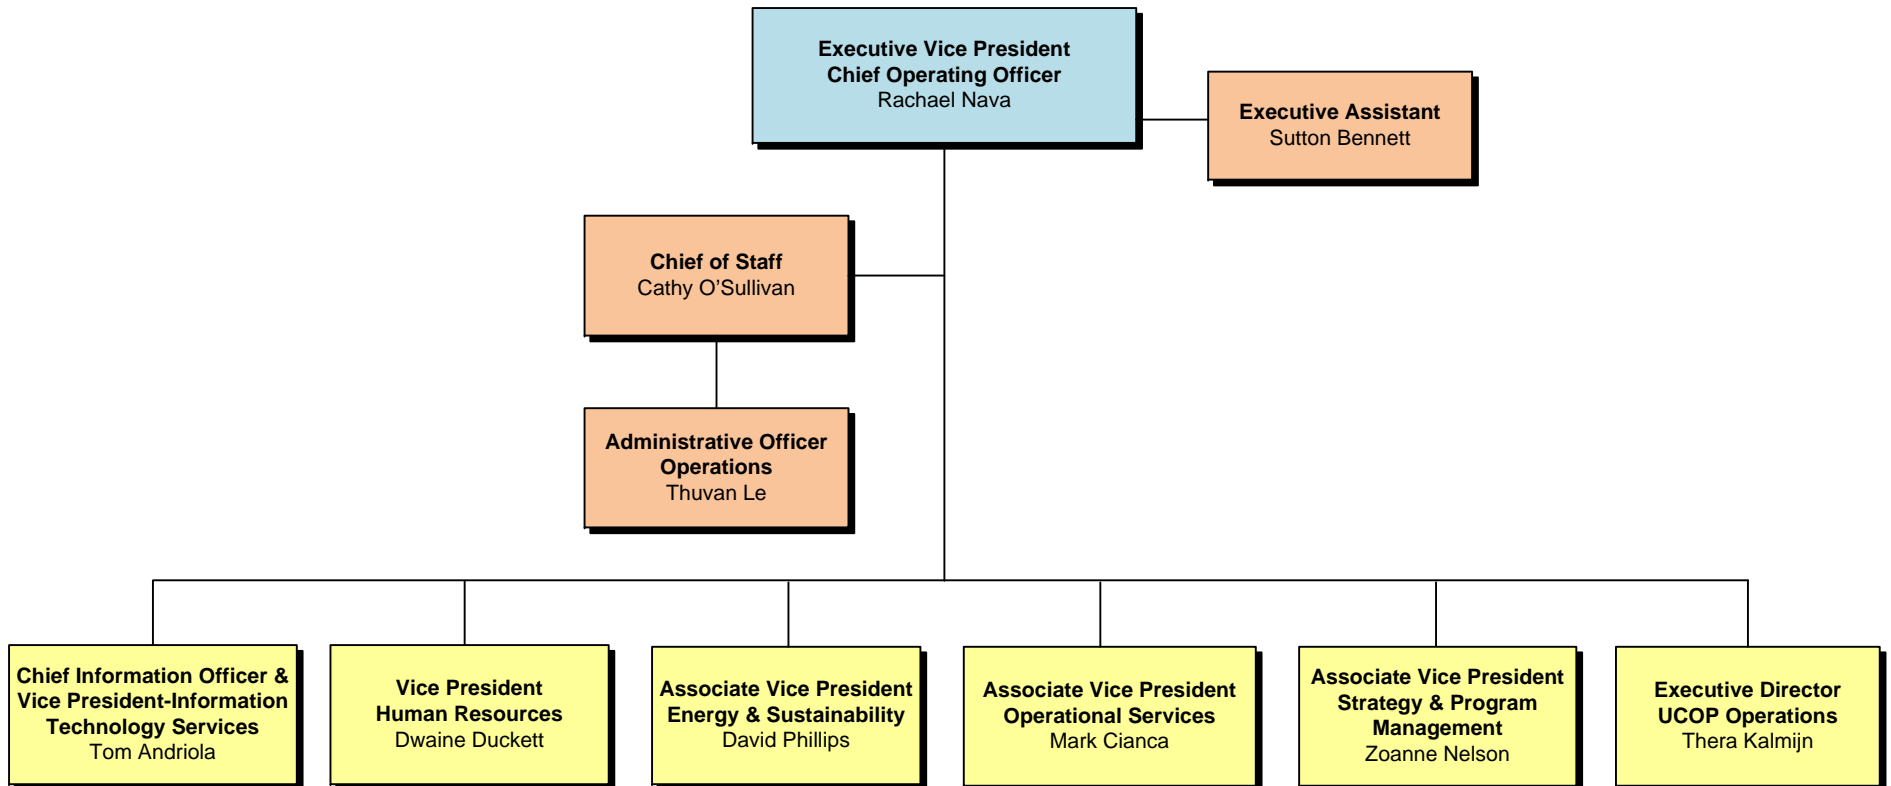 Executive Vice President
Chief Operating Officer
Rachael Nava
Executive Assistant
Sutton Bennett
Chief of Staff
Cathy O’Sullivan
Administrative Officer
Operations
Thuvan Le
Chief Information Officer &
Vice President-Information
Technology Services
Tom Andriola
Vice President
Human Resources
Dwaine Duckett
Associate Vice President
Energy & Sustainability
David Phillips
Associate Vice President
Operational Services
Mark Cianca
Associate Vice President
Strategy & Program
Management
Zoanne Nelson
Executive Director
UCOP Operations
Thera Kalmijn